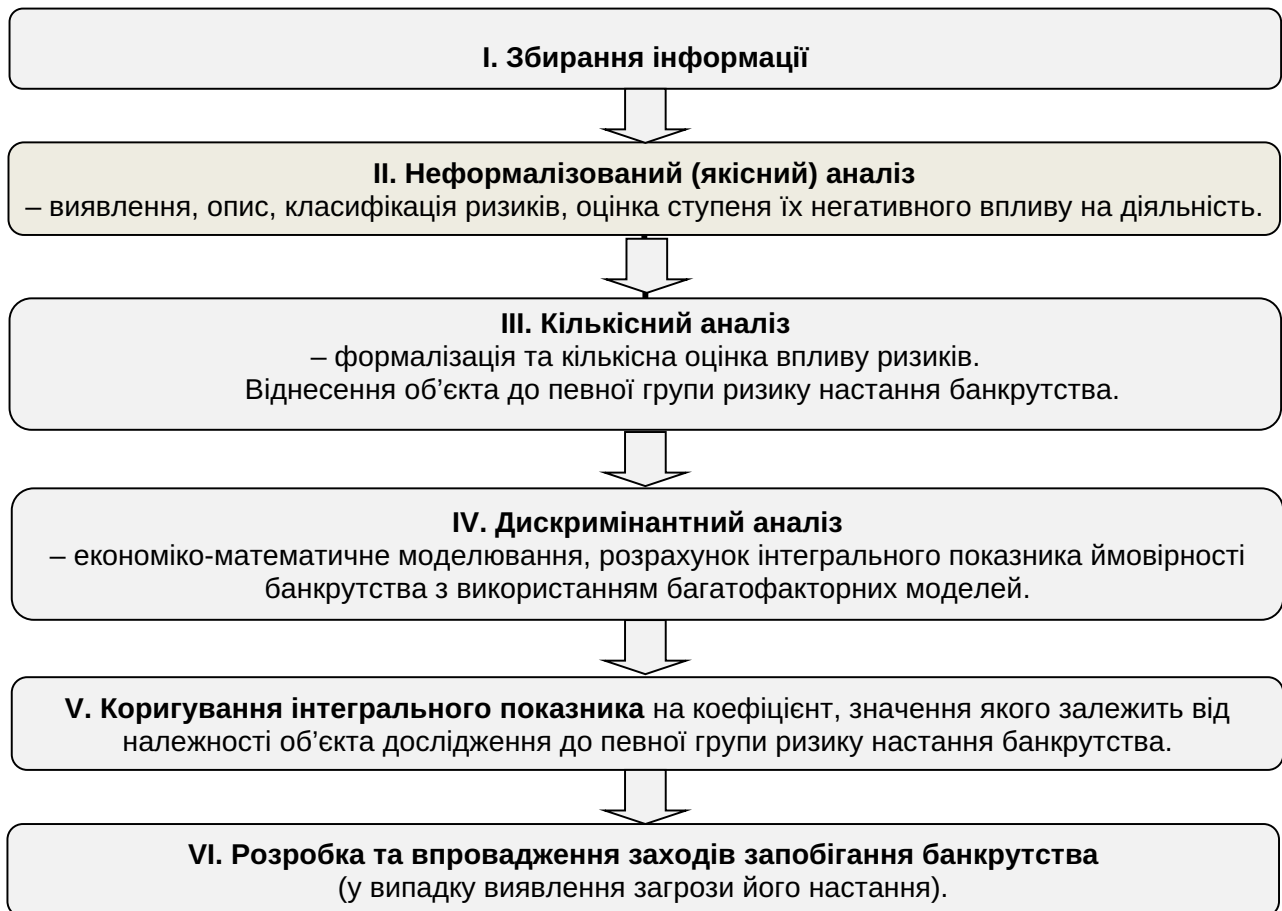 І. Збирання інформації
ІІ. Неформалізований (якісний) аналіз
– виявлення, опис, класифікація ризиків, оцінка ступеня їх негативного впливу на діяльність.
ІІІ. Кількісний аналіз
– формалізація та кількісна оцінка впливу ризиків.
Віднесення об’єкта до певної групи ризику настання банкрутства.
IV. Дискримінантний аналіз
– економіко-математичне моделювання, розрахунок інтегрального показника ймовірності
банкрутства з використанням багатофакторних моделей.
V. Коригування інтегрального показника на коефіцієнт, значення якого залежить від
належності об’єкта дослідження до певної групи ризику настання банкрутства.
VI. Розробка та впровадження заходів запобігання банкрутства
(у випадку виявлення загрози його настання).